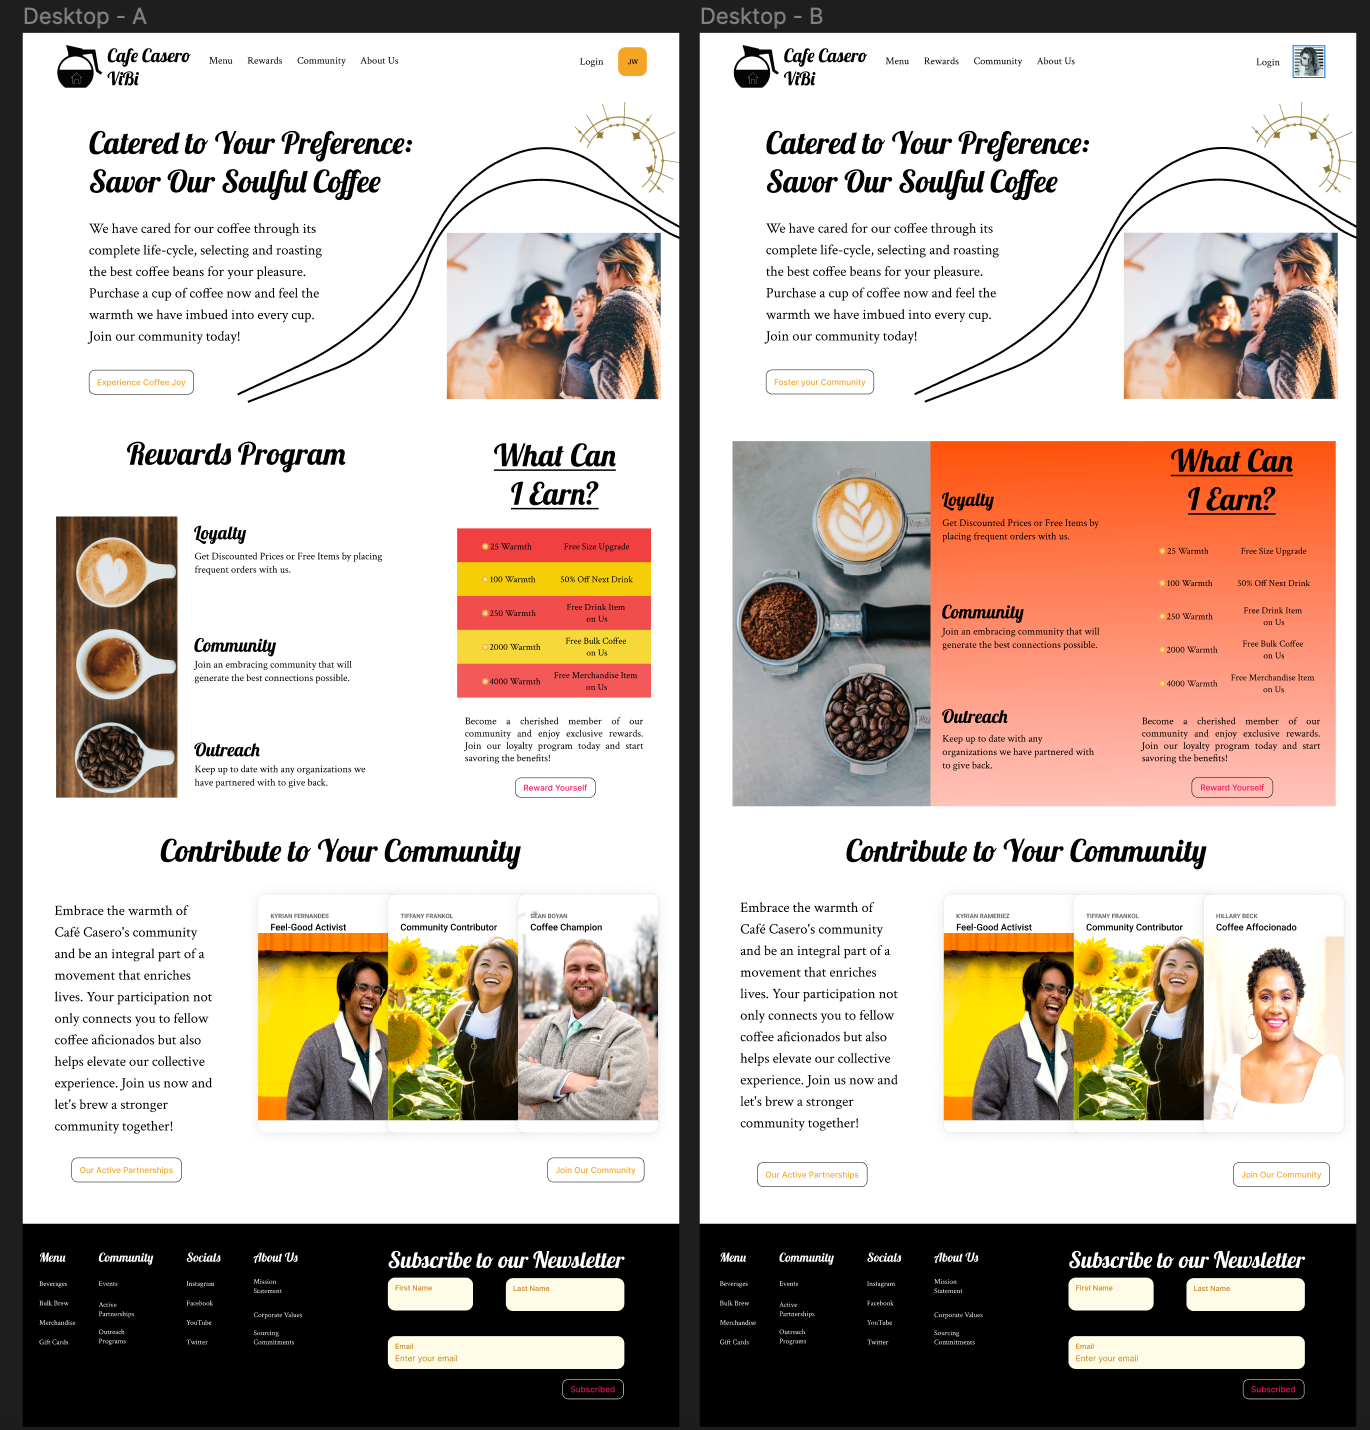 Desktop - A
Cafe Casero
ViBi
Menu
Rewards
Community
About Us
Login
JW
Catered to Your Preference:
Savor Our Soulful Coffee
We have cared for our coffee through its
complete life-cycle, selecting and roasting
the best coffee beans for your pleasure.
Purchase a cup of coffee now and feel the
warmth we have imbued into every cup.
Join our community today!
Experience Coffee Joy
Rewards Program
Loyalty
Get Discounted Prices or Free Items by placing
frequent orders with us.
Community
Join an embracing community that will
generate the best connections possible.
Outreach
Keep up to date with any organizations we
have partnered with to give back.
What Can
I Earn?
25 Warmth Free Size Upgrade
100 Warmth 50% Off Next Drink
250 Warmth Free Drink Item
on Us
2000 Warmth Free Bulk Coffee
on Us
4000 Warmth Free Merchandise Item
on Us
Become a cherished member of our
community and enjoy exclusive rewards.
Join our loyalty program today and start
savoring the benefits!
Reward Yourself
Contribute to Your Community
Embrace the warmth of
Café Casero's community
and be an integral part of a
movement that enriches
lives. Your participation not
only connects you to fellow
coffee aficionados but also
helps elevate our collective
experience. Join us now and
let's brew a stronger
community together!
KYRIAN FERNANDES
Feel-Good Activist
TIFFANY FRANKOL
Community Contributor
SEAN BOYAN
Coffee Champion
Our Active Partnerships
Join Our Community
Menu
Beverages
Bulk Brew
Merchandise
Gift Cards
Community
Events
Active
Partnerships
Outreach
Programs
Socials
Instagram
Facebook
YouTube
Twitter
About Us
Mission
Statement
Corporate Values
Sourcing
Commitments
Subscribe to our Newsletter
First Name
Last Name
Email
Enter your email
Subscribed
Desktop - B
Cafe Casero
ViBi
Menu
Rewards
Community
About Us
Login
Catered to Your Preference:
Savor Our Soulful Coffee
We have cared for our coffee through its
complete life-cycle, selecting and roasting
the best coffee beans for your pleasure.
Purchase a cup of coffee now and feel the
warmth we have imbued into every cup.
Join our community today!
Foster your Community
Loyalty
Get Discounted Prices or Free Items by
placing frequent orders with us.
Community
Join an embracing community that will
generate the best connections possible.
Outreach
Keep up to date with any
organizations we have partnered with
to give back.
What Can
I Earn?
25 Warmth Free Size Upgrade
100 Warmth 50% Off Next Drink
250 Warmth Free Drink Item
on Us
2000 Warmth Free Bulk Coffee
on Us
4000 Warmth Free Merchandise Item
on Us
Become a cherished member of our
community and enjoy exclusive rewards.
Join our loyalty program today and start
savoring the benefits!
Reward Yourself
Contribute to Your Community
Embrace the warmth of
Café Casero's community
and be an integral part of a
movement that enriches
lives. Your participation not
only connects you to fellow
coffee aficionados but also
helps elevate our collective
experience. Join us now and
let's brew a stronger
community together!
KYRIAN RAMERIEZ
Feel-Good Activist
TIFFANY FRANKOL
Community Contributor
HILLARY BECK
Coffee Affocionado
Our Active Partnerships
Join Our Community
Menu
Beverages
Bulk Brew
Merchandise
Gift Cards
Community
Events
Active
Partnerships
Outreach
Programs
Socials
Instagram
Facebook
YouTube
Twitter
About Us
Mission
Statement
Corporate Values
Sourcing
Commitments
Subscribe to our Newsletter
First Name
Last Name
Email
Enter your email
Subscribed